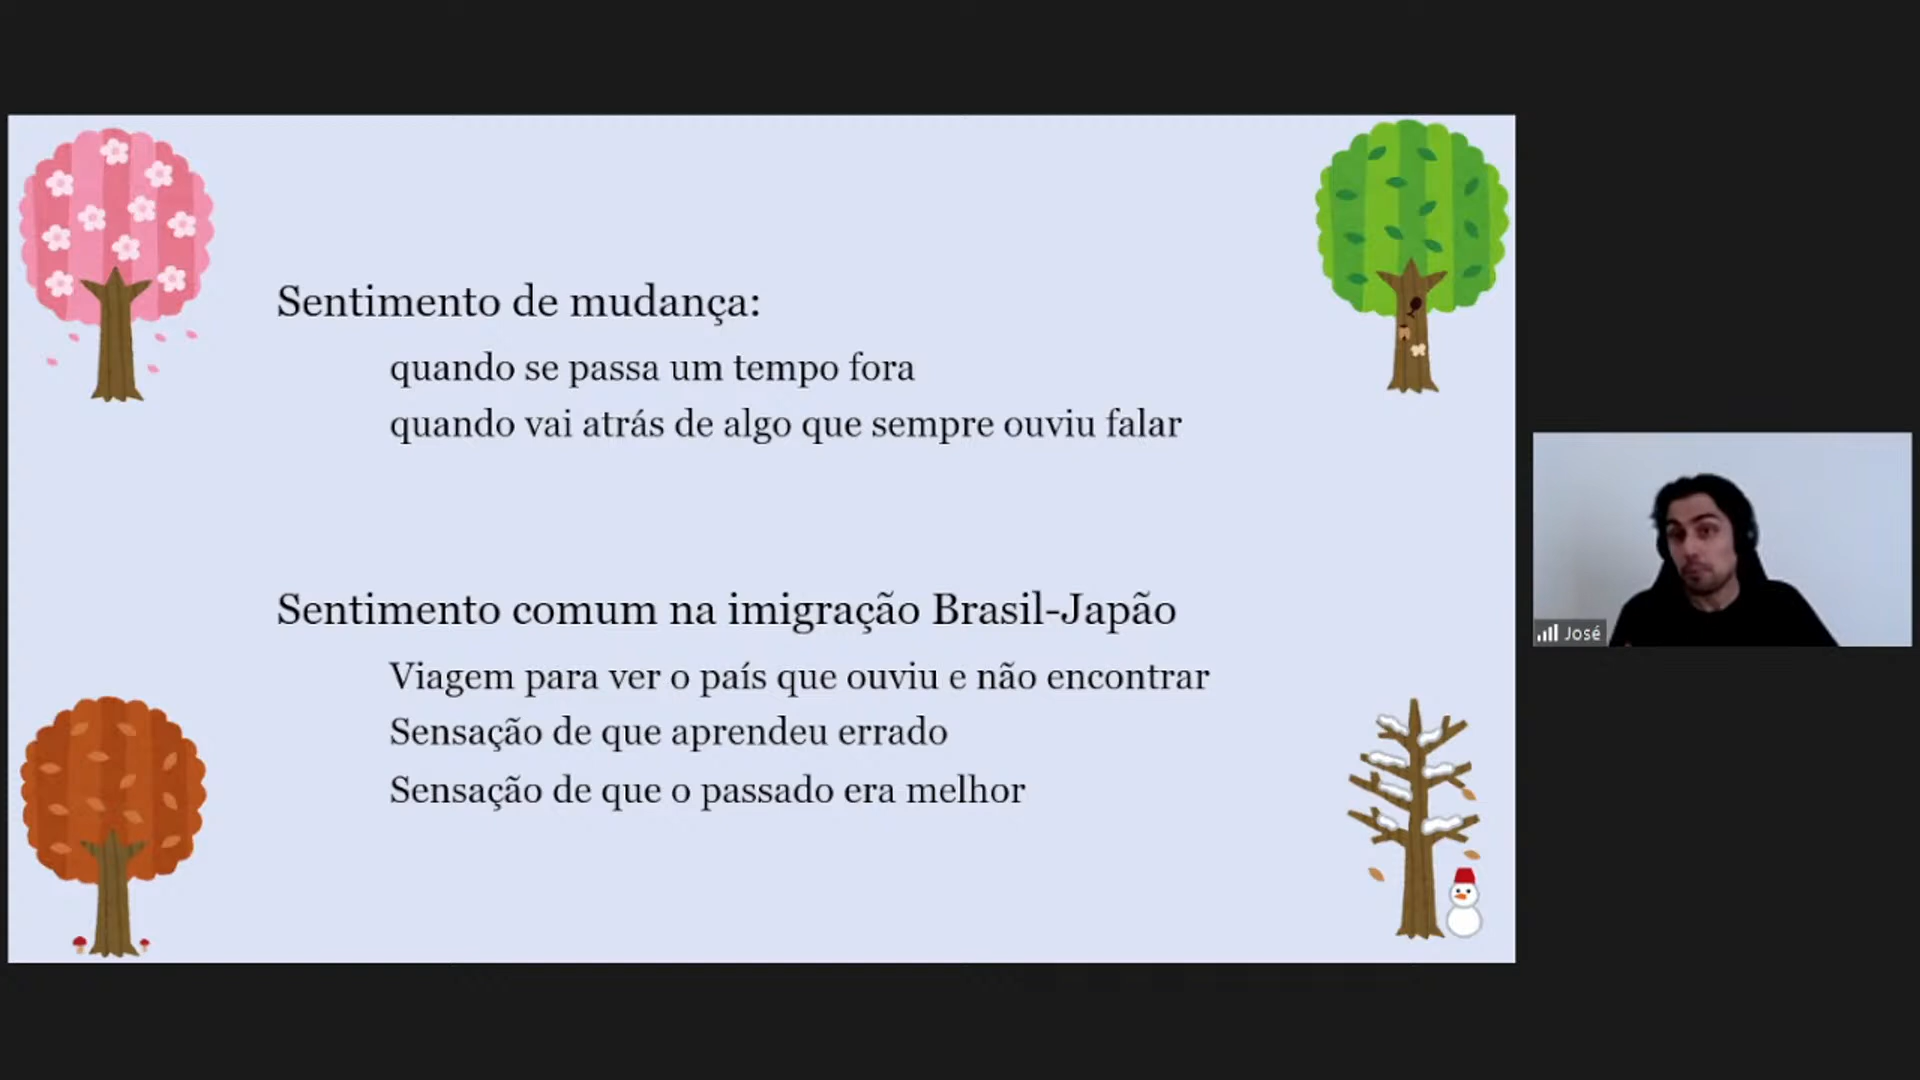 Sentimento de mudança:
quando se passa um tempo fora
quando vai atrás de algo que sempre ouviu falar
Sentimento comum na imigração Brasil-Japão
Viagem para ver o país que ouviu e não encontrar
Sensação de que aprendeu errado
Sensação de que o passado era melhor
José